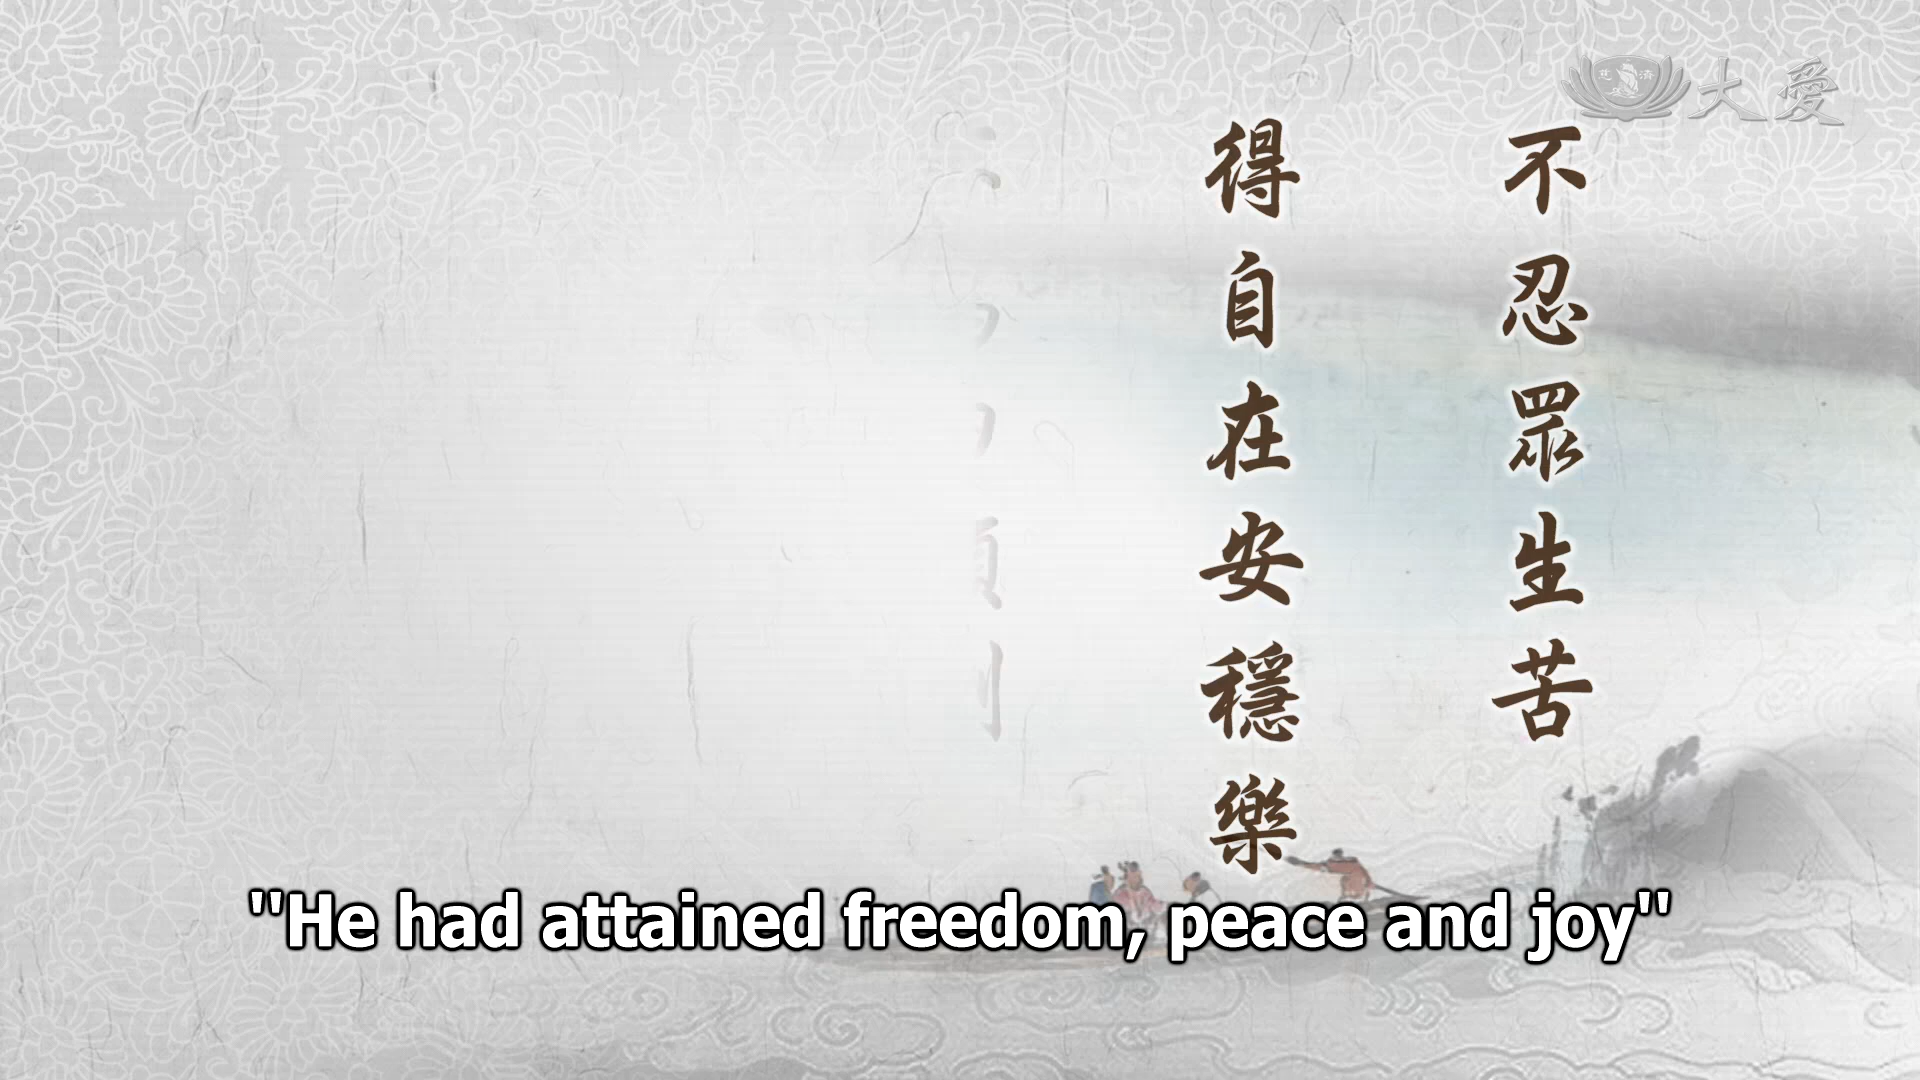 大愛
不忍眾生苦
得自在安穩樂
"He had attained freedom, peace and joy"